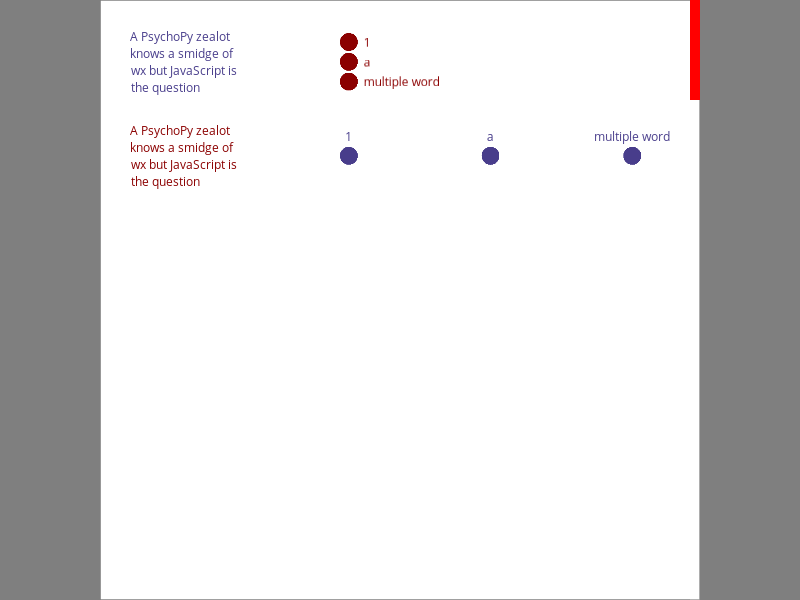 A PsychoPy zealot
knows a smidge of
wx but JavaScript is
the question
1
a
multiple word
A PsychoPy zealot
knows a smidge of
wx but JavaScript is
the question
1 a multiple word